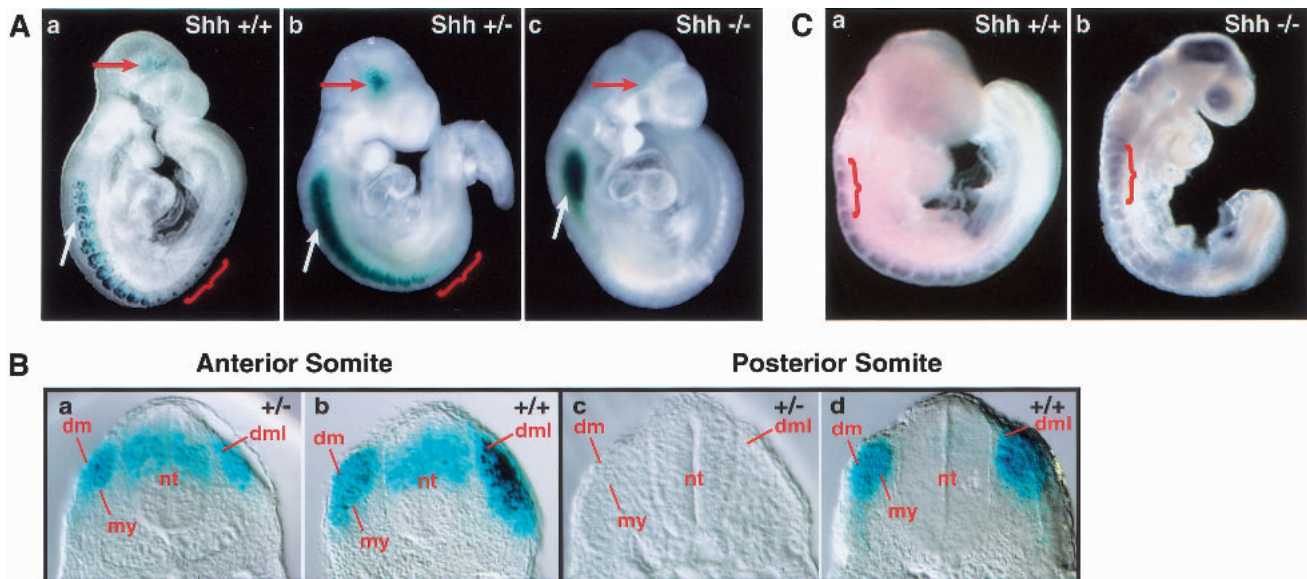 A
a
Shh +/+
b
Shh +/-
c
Shh -/-
C
a
Shh +/+
b
Shh -/-
B
Anterior Somite
Posterior Somite
a
+/-
dm
dml
nt
my
b
+/+
dm
dml
nt
my
c
+/-
dm
dml
nt
my
d
+/+
dm
dml
nt
my